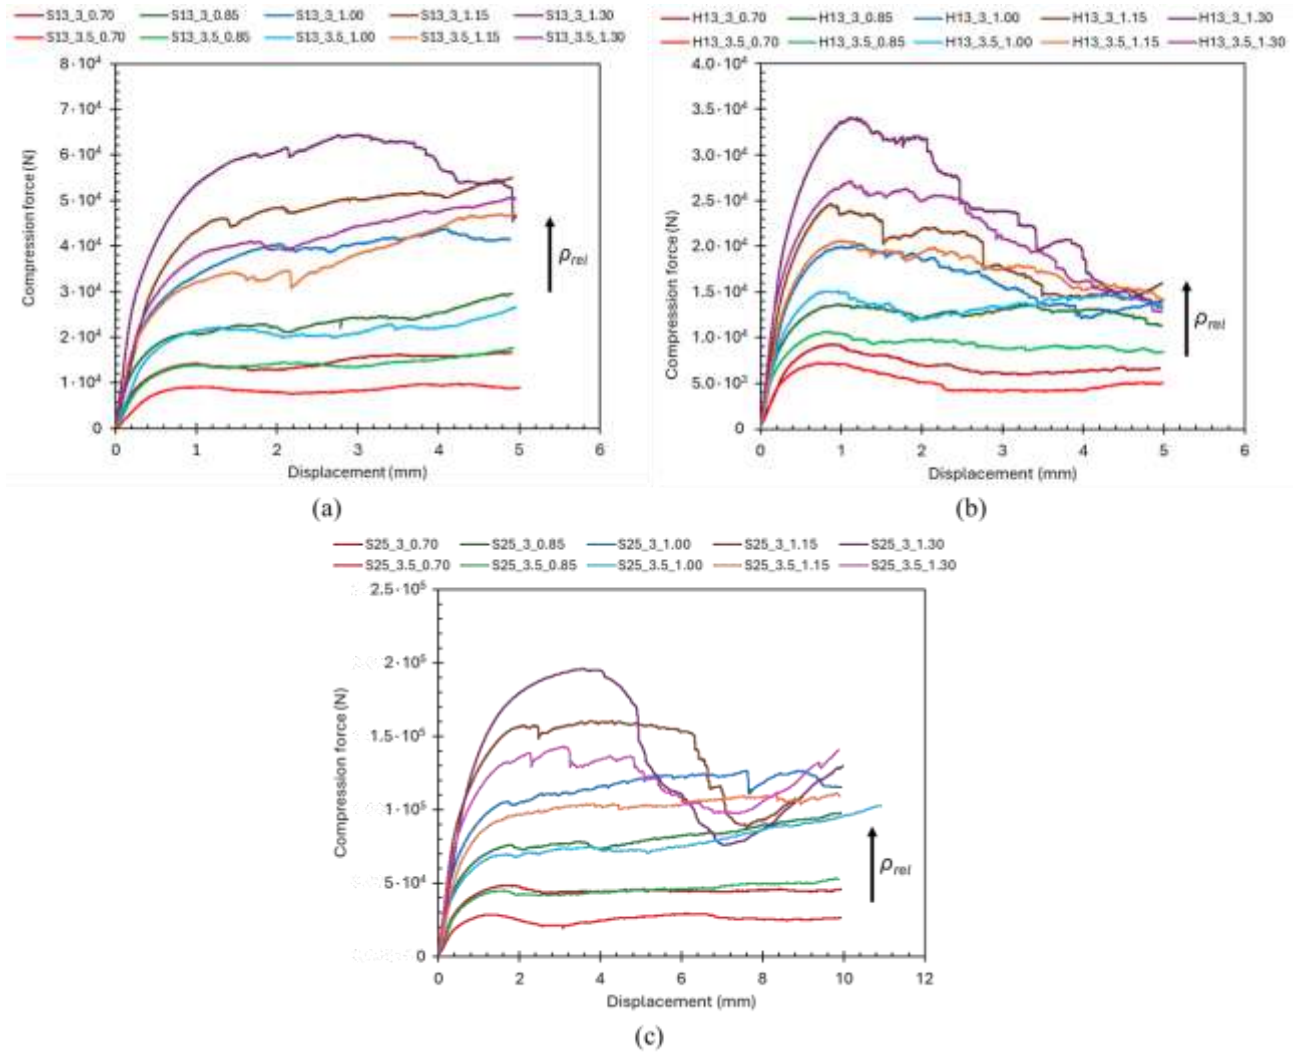 S13_3_0.70 S13_3_0.85 S13_3_1.00 S13_3_1.15 S13_3_1.30
S13_3.5_0.70 S13_3.5_0.85 S13_3.5_1.00 S13_3.5_1.15 S13_3.5_1.30
8·10⁴
7·10⁴
6·10⁴
5·10⁴
4·10⁴
3·10⁴
2·10⁴
1·10⁴
0
Compression force (N)
ρrel
0 1 2 3 4 5 6
Displacement (mm)
(a)
H13_3_0.70 H13_3_0.85 H13_3_1.00 H13_3_1.15 H13_3_1.30
H13_3.5_0.70 H13_3.5_0.85 H13_3.5_1.00 H13_3.5_1.15 H13_3.5_1.30
4.0·10⁴
3.5·10⁴
3.0·10⁴
2.5·10⁴
2.0·10⁴
1.5·10⁴
1.0·10⁴
5.0·10³
0
Compression force (N)
ρrel
0 1 2 3 4 5 6
Displacement (mm)
(b)
S25_3_0.70 S25_3_0.85 S25_3_1.00 S25_3_1.15 S25_3_1.30
S25_3.5_0.70 S25_3.5_0.85 S25_3.5_1.00 S25_3.5_1.15 S25_3.5_1.30
2.5·10⁵
2·10⁵
1.5·10⁵
1·10⁵
5·10⁴
0
Compression force (N)
ρrel
0 2 4 6 8 10 12
Displacement (mm)
(c)